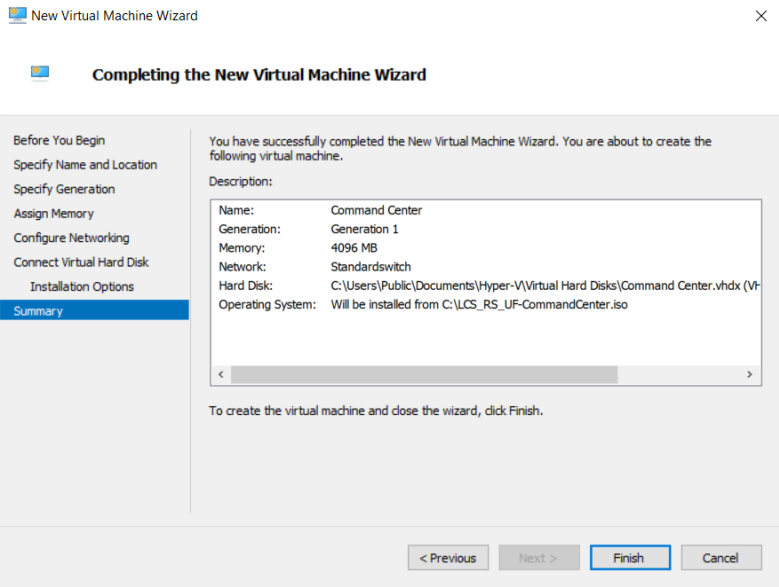 New Virtual Machine Wizard
Completing the New Virtual Machine Wizard
Before You Begin
Specify Name and Location
Specify Generation
Assign Memory
Configure Networking
Connect Virtual Hard Disk
Installation Options
Summary
You have successfully completed the New Virtual Machine Wizard. You are about to create the
following virtual machine.
Description:
Name: Command Center
Generation: Generation 1
Memory: 4096 MB
Network: Standardswitch
Hard Disk: C:\Users\Public\Documents\Hyper-V\Virtual Hard Disks\Command Center.vhdx (VH
Operating System: Will be installed from C:\LCS_RS_UF-CommandCenter.iso
To create the virtual machine and close the wizard, click Finish.
< Previous
Next >
Finish
Cancel